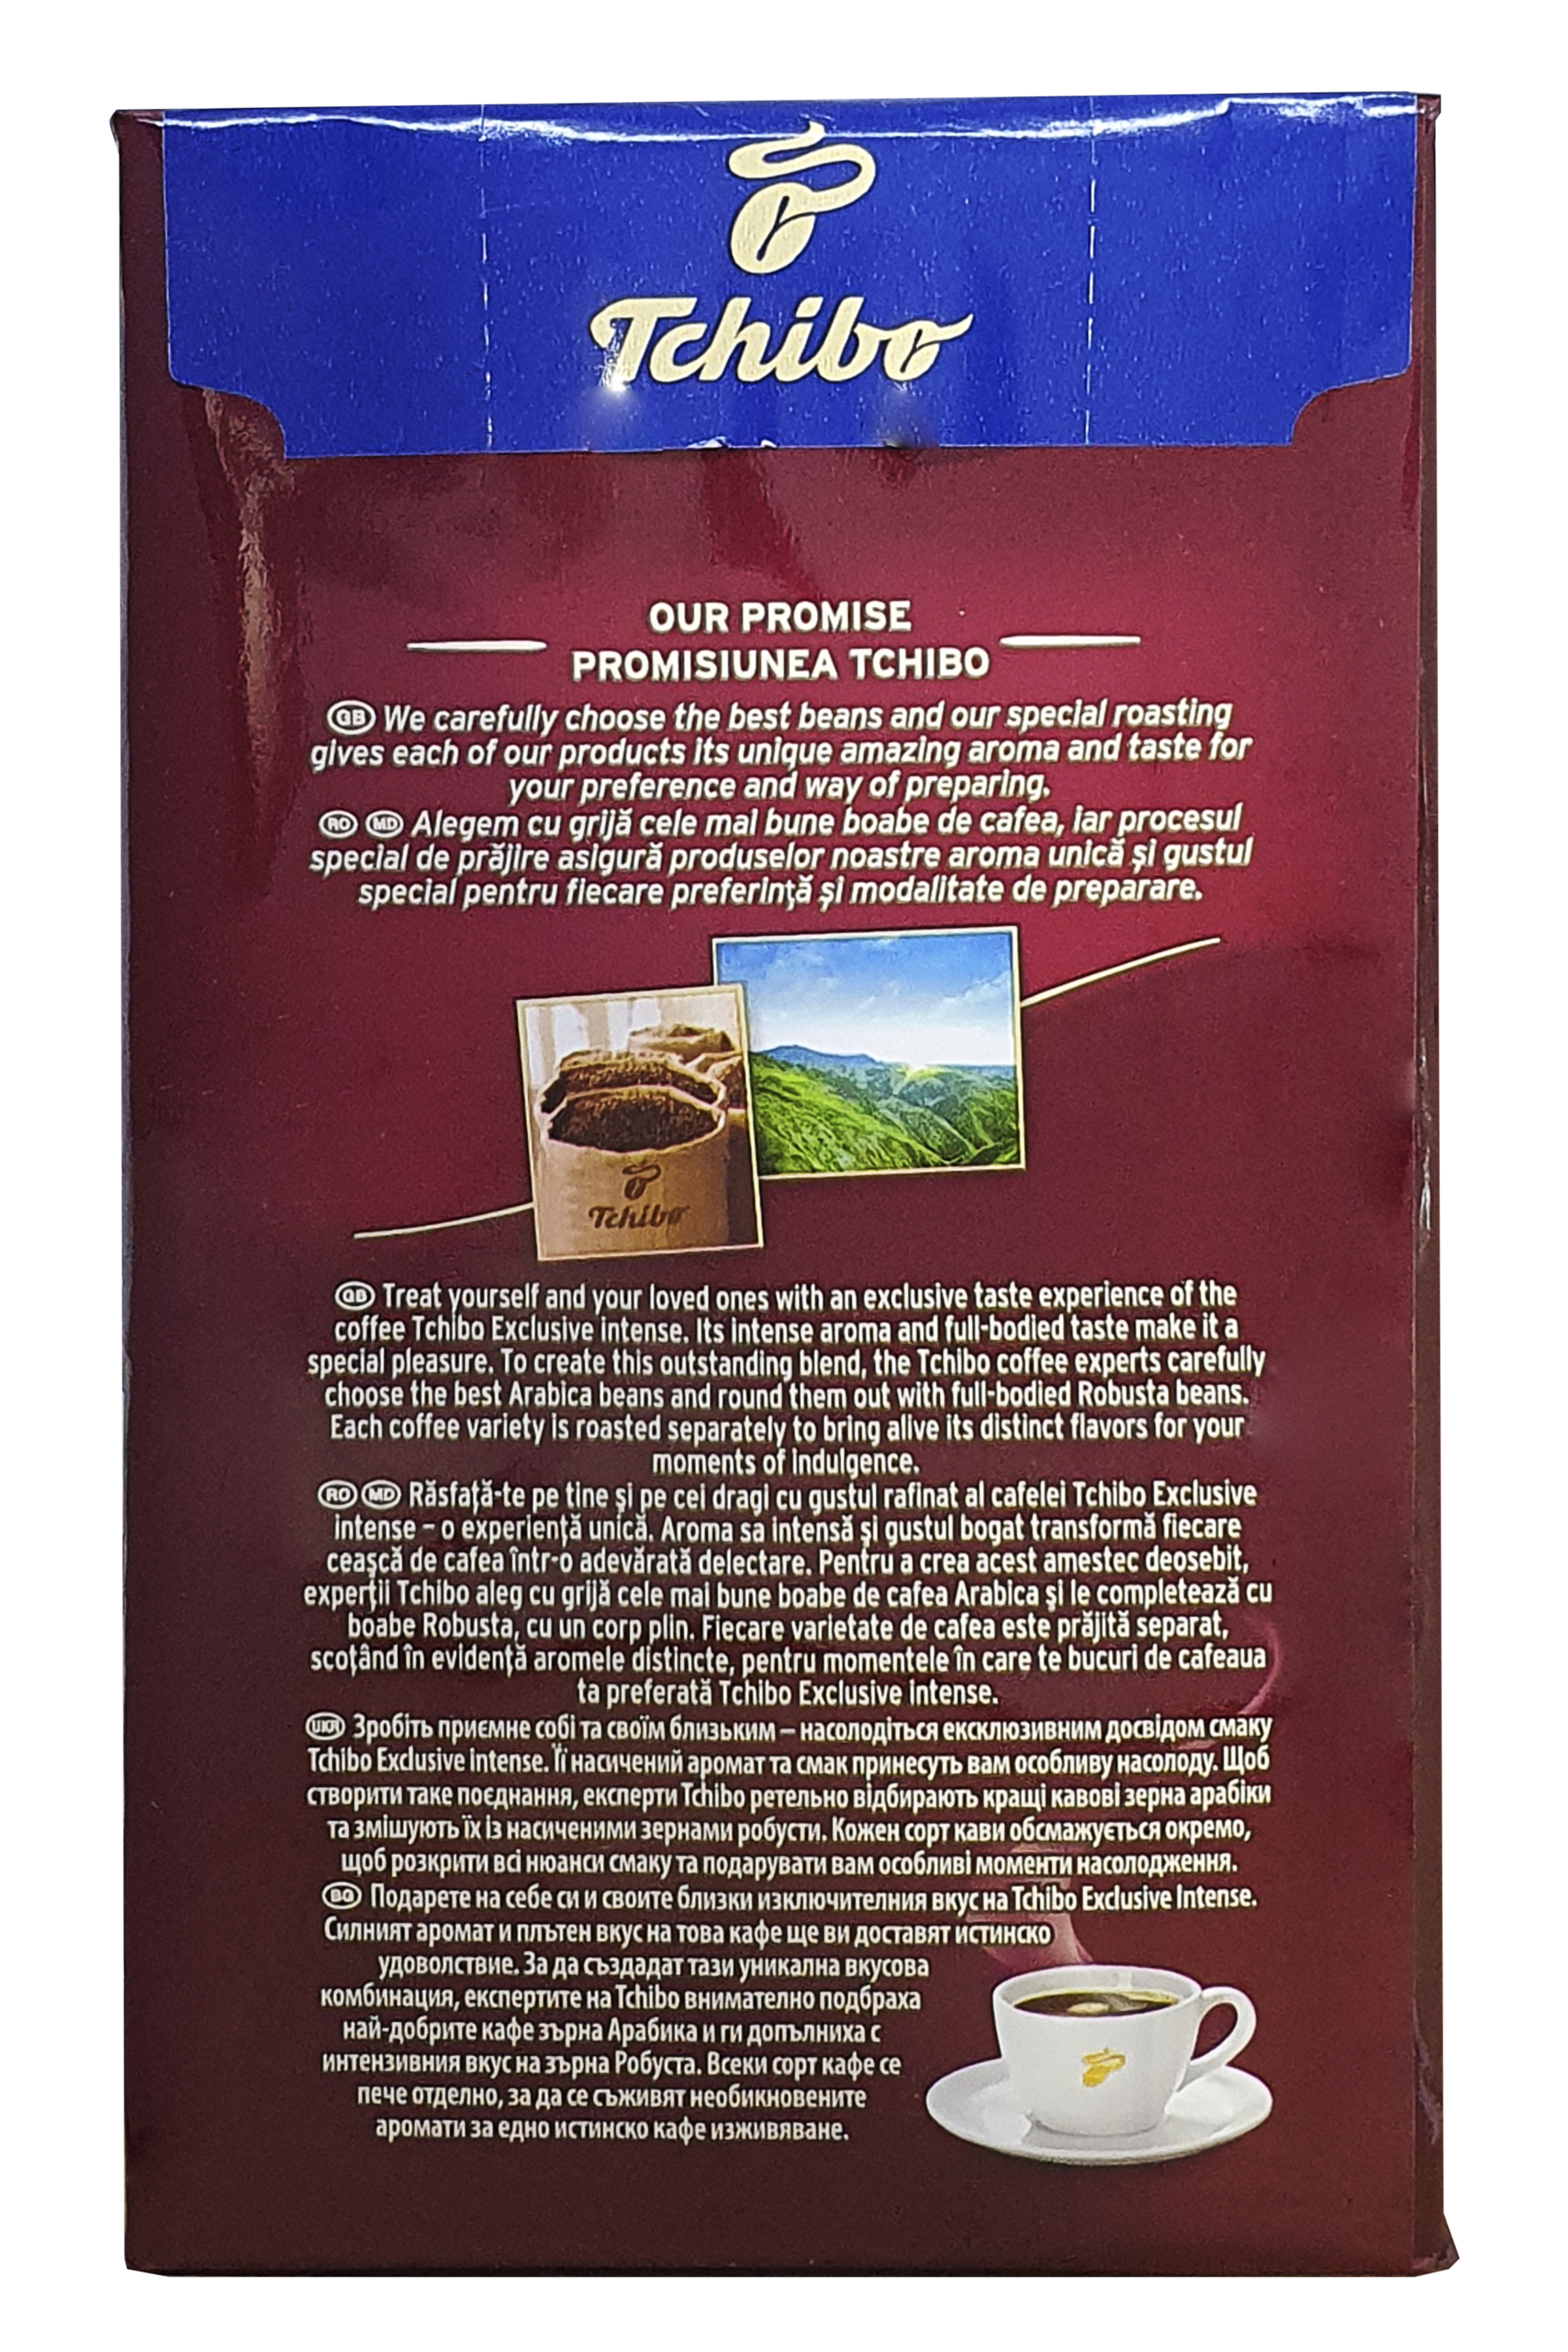 Tchibo
OUR PROMISE
PROMISIUNEA TCHIBO
GB We carefully choose the best beans and our special roasting
gives each of our products its unique amazing aroma and taste for
your preference and way of preparing.
RO MD Alegem cu grijă cele mai bune boabe de cafea, iar procesul
special de prăjire asigură produselor noastre aroma unică și gustul
special pentru fiecare preferință și modalitate de preparare.
Tchibo
GB Treat yourself and your loved ones with an exclusive taste experience of the
coffee Tchibo Exclusive intense. Its intense aroma and full-bodied taste make it a
special pleasure. To create this outstanding blend, the Tchibo coffee experts carefully
choose the best Arabica beans and round them out with full-bodied Robusta beans.
Each coffee variety is roasted separately to bring alive its distinct flavors for your
moments of indulgence.
RO MD Răsfață-te pe tine și pe cei dragi cu gustul rafinat al cafelei Tchibo Exclusive
intense – o experiență unică. Aroma sa intensă și gustul bogat transformă fiecare
ceașcă de cafea într-o adevărată delectare. Pentru a crea acest amestec deosebit,
experții Tchibo aleg cu grijă cele mai bune boabe de cafea Arabica și le completează cu
boabe Robusta, cu un corp plin. Fiecare varietate de cafea este prăjită separat,
scoțând în evidență aromele distincte, pentru momentele în care te bucuri de cafeaua
ta preferată Tchibo Exclusive intense.
UKR Зробіть приємне собі та своїм близьким – насолодіться ексклюзивним досвідом смаку
Tchibo Exclusive intense. Її насичений аромат та смак принесуть вам особливу насолоду. Щоб
створити таке поєднання, експерти Tchibo ретельно відбирають кращі кавові зерна арабіки
та змішують їх із насиченими зернами робусти. Кожен сорт кави обсмажується окремо,
щоб розкрити всі нюанси смаку та подарувати вам особливі моменти насолодження.
BG Подарете на себе си и своите близки изключителния вкус на Tchibo Exclusive Intense.
Силният аромат и плътен вкус на това кафе ще ви доставят истинско
удоволствие. За да създадат тази уникална вкусова
комбинация, експертите на Tchibo внимателно подбраха
най-добрите кафе зърна Арабика и ги допълниха с
интензивния вкус на зърна Робуста. Всеки сорт кафе се
пече отделно, за да се съживят необикновените
аромати за едно истинско кафе изживяване.